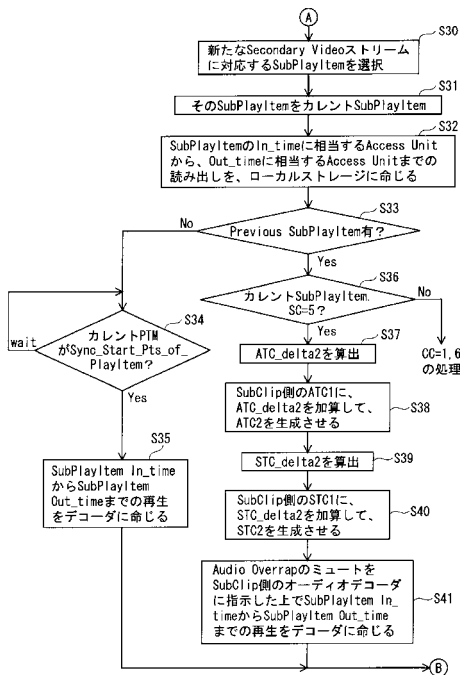 A
S30
新たなSecondary Videoストリーム
に対応するSubPlayItemを選択
S31
そのSubPlayItemをカレントSubPlayItem
S32
SubPlayItemのIn_timeに相当するAccess Unit
から、Out_timeに相当するAccess Unitまでの
読み出しを、ローカルストレージに命じる
S33
Previous SubPlayItem有？
No
Yes
S36
カレントSubPlayItem.
SC=5？
No
Yes
CC=1,6
の処理
S34
wait
カレントPTM
がSync_Start_Pts_of_
PlayItem？
Yes
S37
ATC_delta2を算出
SubClip側のATC1に、
ATC_delta2を加算して、
ATC2を生成させる
S38
S39
STC_delta2を算出
S35
SubPlayItem In_time
からSubPlayItem
Out_timeまでの再生
をデコーダに命じる
SubClip側のSTC1に、
STC_delta2を加算して、
STC2を生成させる
S40
Audio Overrapのミュートを
SubClip側のオーディオデコーダ
に指示した上でSubPlayItem In_
timeからSubPlayItem Out_time
までの再生をデコーダに命じる
S41
B